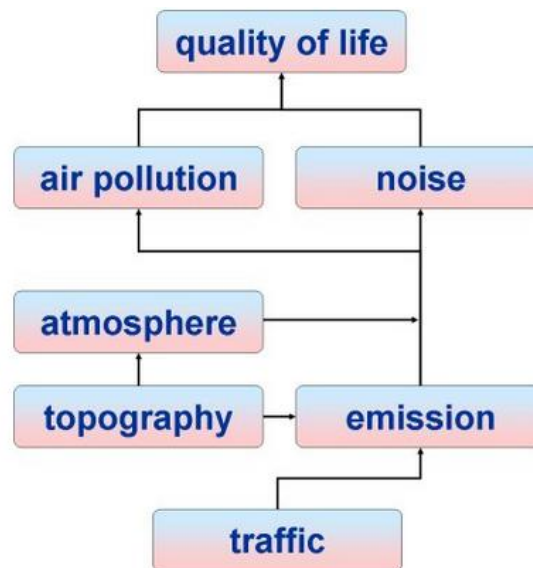 quality of life
air pollution
noise
atmosphere
topography
emission
traffic